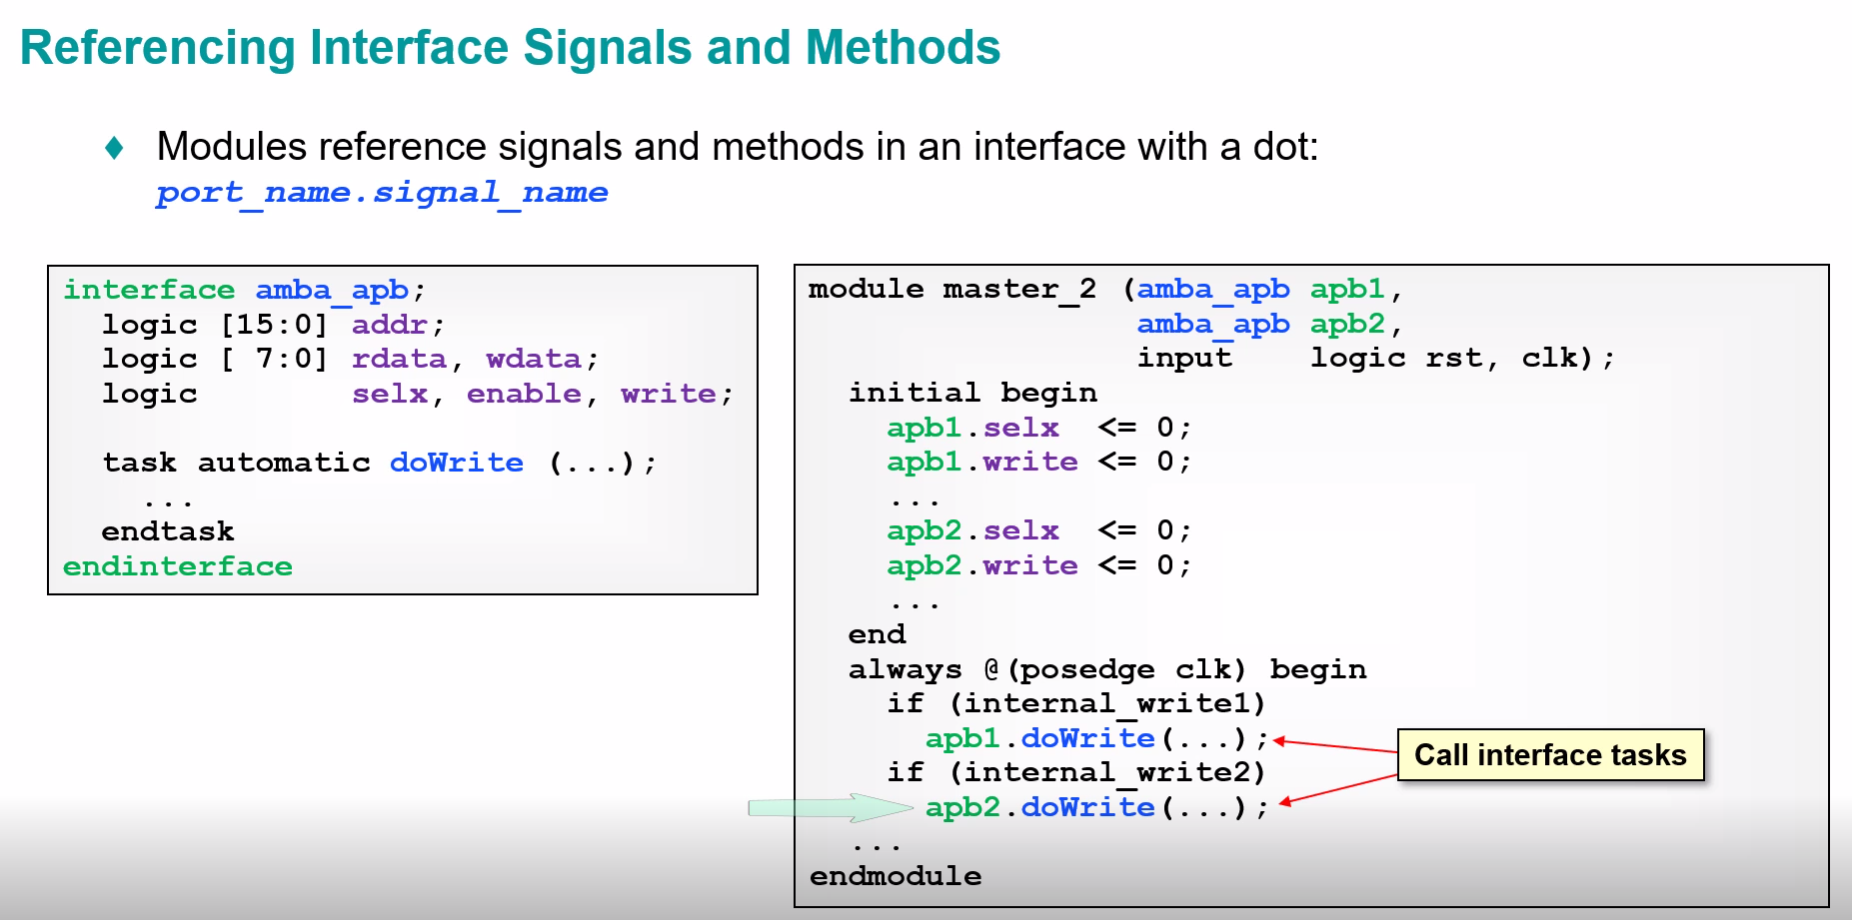 Referencing Interface Signals and Methods
♦ Modules reference signals and methods in an interface with a dot:
port_name.signal_name
interface amba_apb;
logic [15:0] addr;
logic [ 7:0] rdata, wdata;
logic selx, enable, write;
task automatic doWrite (...);
...
endtask
endinterface
module master_2 (amba_apb apb1,
amba_apb apb2,
input logic rst, clk);
initial begin
apb1.selx <= 0;
apb1.write <= 0;
...
apb2.selx <= 0;
apb2.write <= 0;
...
end
always @(posedge clk) begin
if (internal_write1)
apb1.doWrite(...);
if (internal_write2)
apb2.doWrite(...);
...
endmodule
Call interface tasks